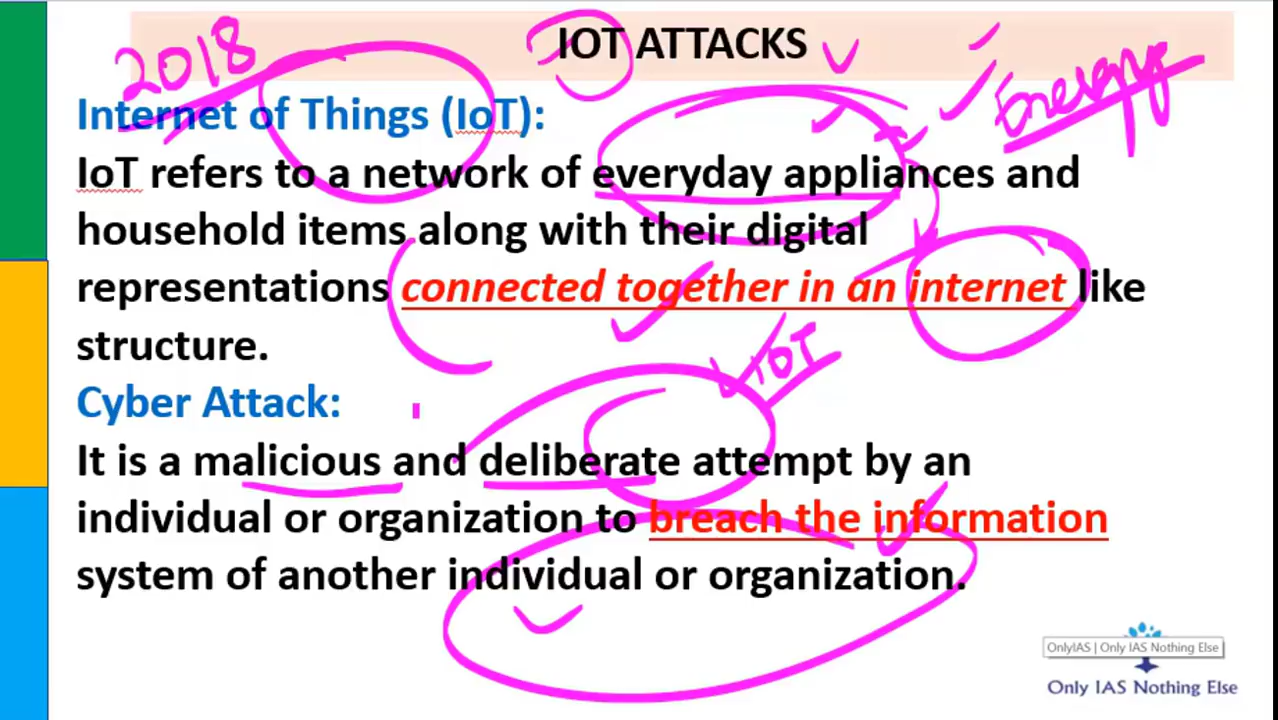 IOT ATTACKS
2018
Energy
Internet of Things (IoT):
IoT refers to a network of everyday appliances and
household items along with their digital
representations connected together in an internet like
structure.
IOT
Cyber Attack:
It is a malicious and deliberate attempt by an
individual or organization to breach the information
system of another individual or organization.
OnlyIAS | Only IAS Nothing Else
Only IAS Nothing Else